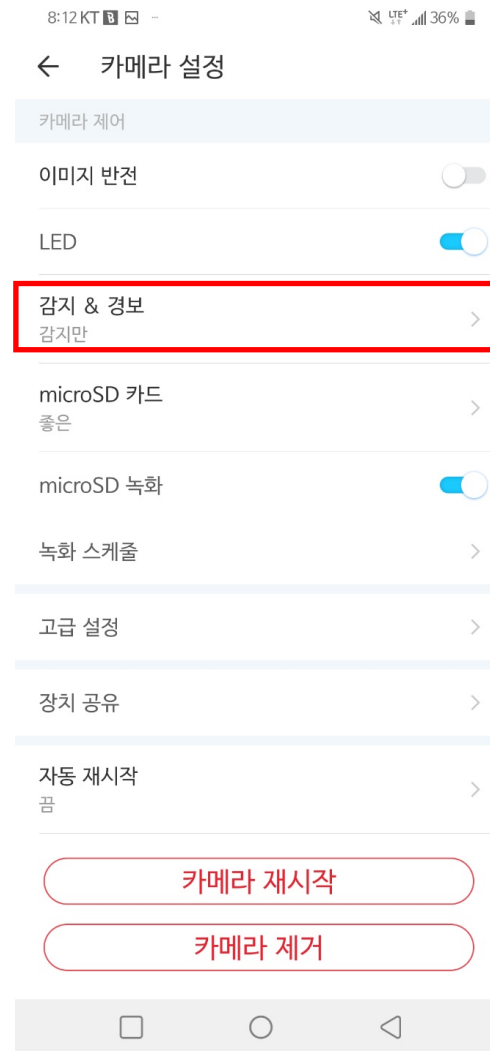 8:12 KT B ··· LTE+ 36%
카메라 설정
카메라 제어
이미지 반전
LED
감지 & 경보
감지만
microSD 카드
좋은
microSD 녹화
녹화 스케줄
고급 설정
장치 공유
자동 재시작
끔
카메라 재시작
카메라 제거